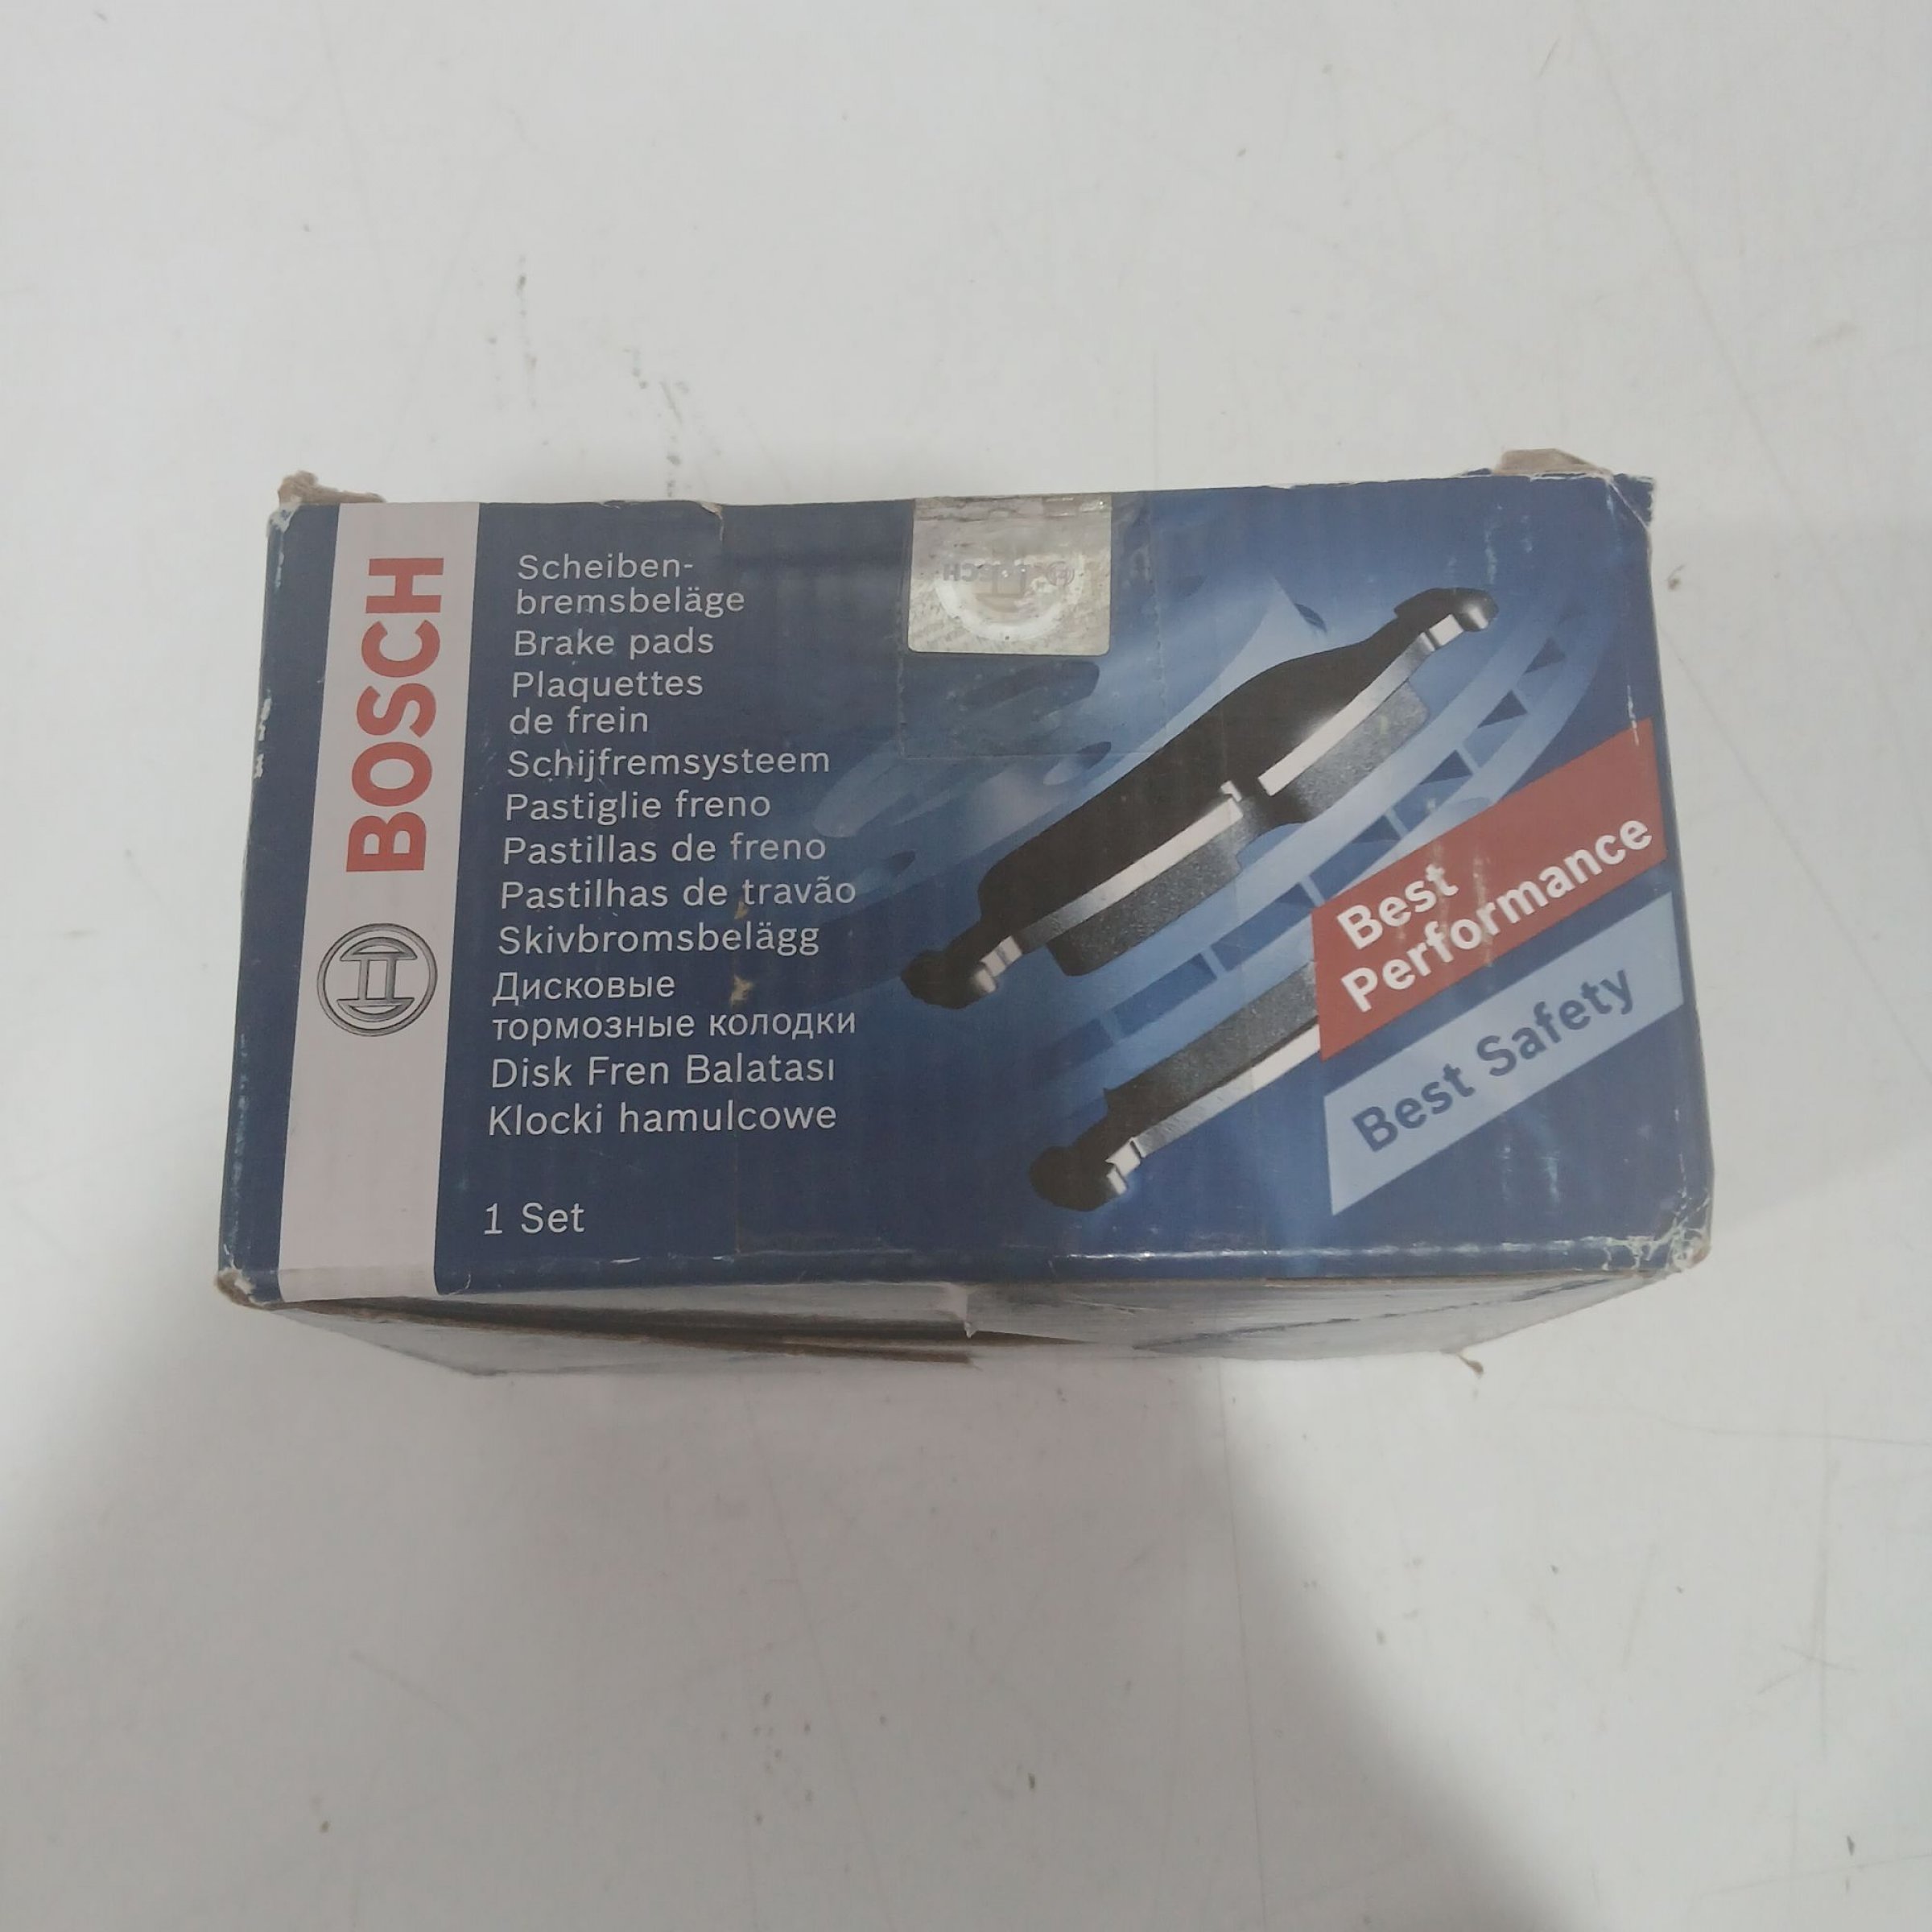 BOSCH
Scheiben-
bremsbeläge
Brake pads
Plaquettes
de frein
Schijfremsysteem
Pastiglie freno
Pastillas de freno
Pastilhas de travão
Skivbromsbelägg
Дисковые
тормозные колодки
Disk Fren Balatası
Klocki hamulcowe
1 Set
Best
Performance
Best Safety